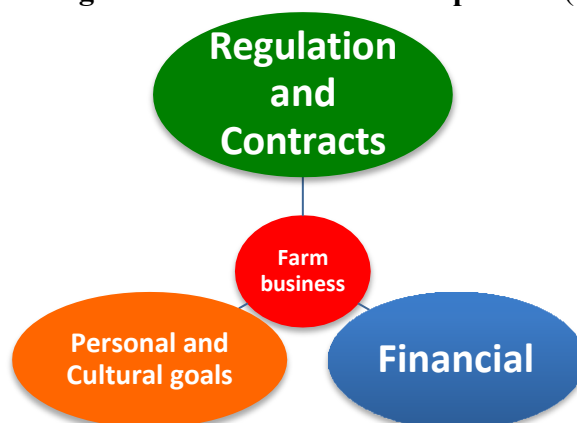 Regulation
and
Contracts
Farm
business
Personal and
Cultural goals
Financial